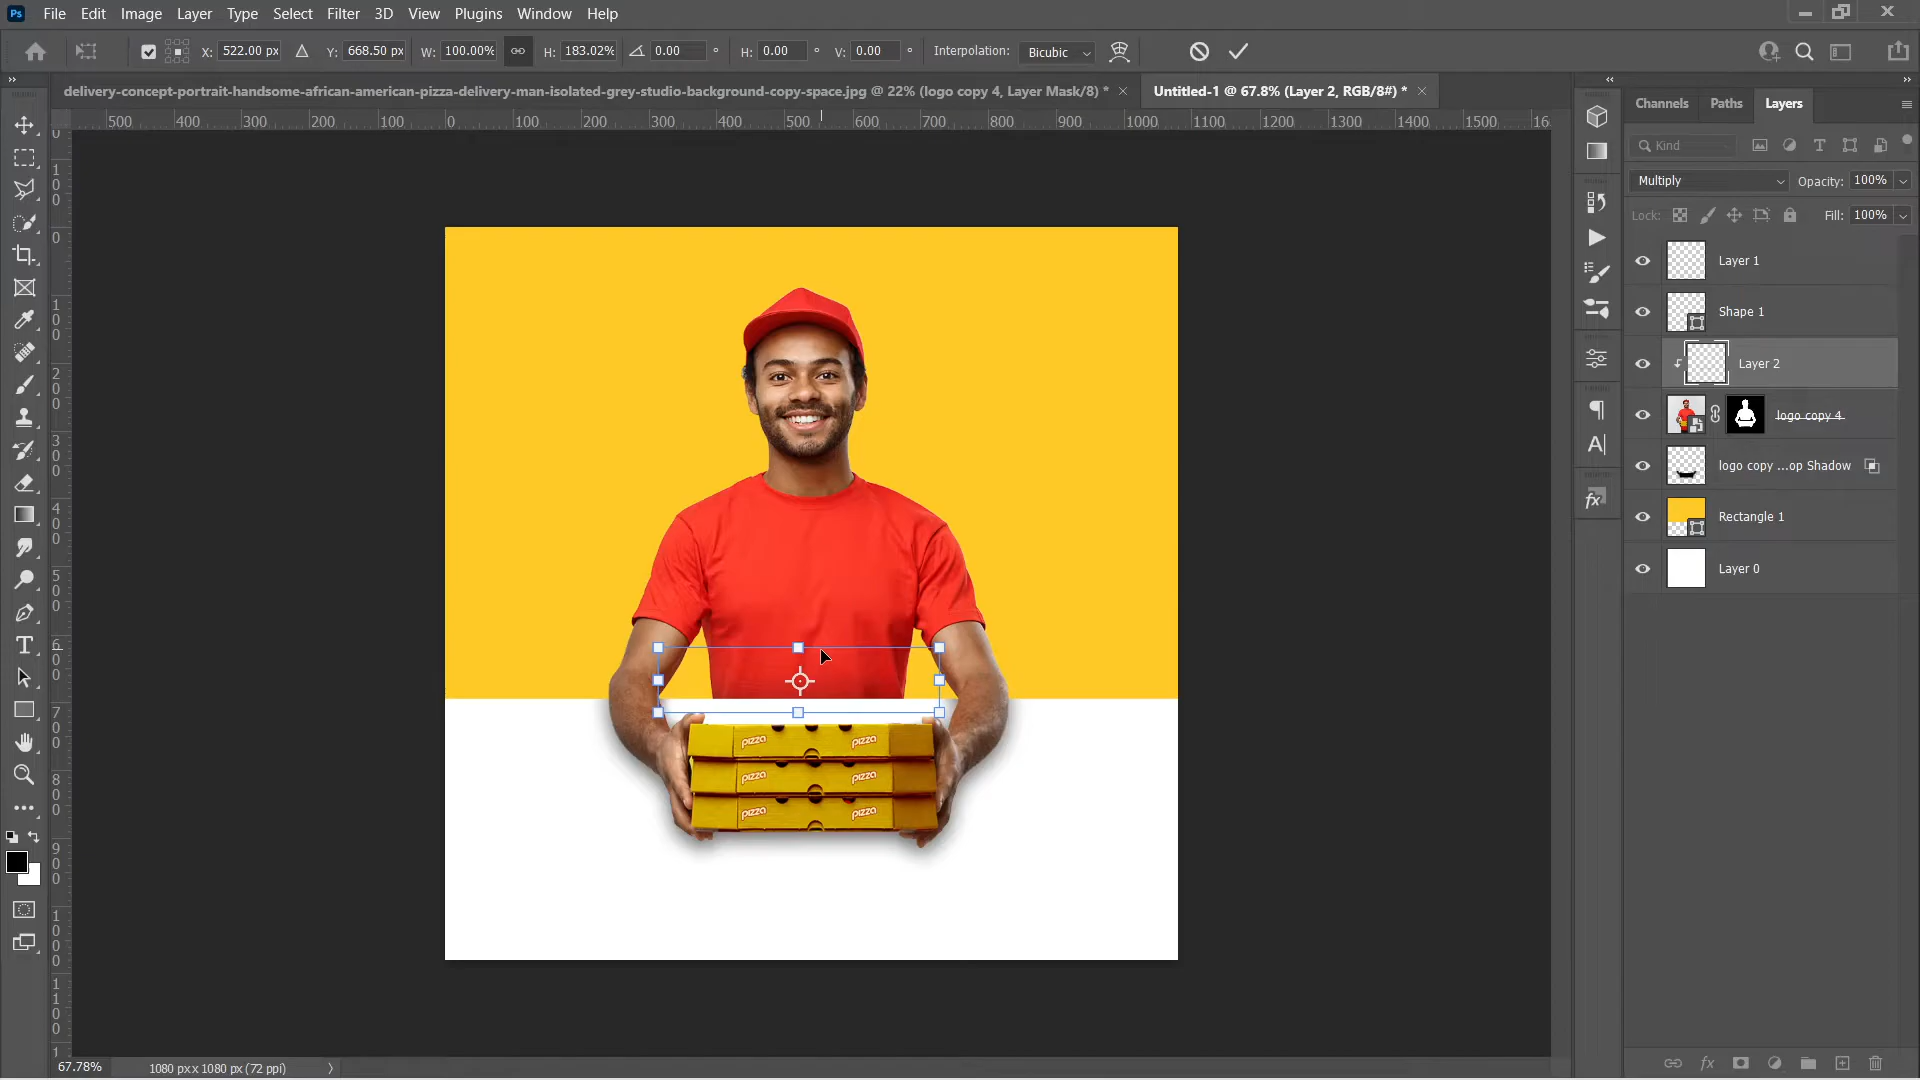 Ps File Edit Image Layer Type Select Filter 3D View Plugins Window Help
X: 522.00 px Y: 668.50 px W: 100.00% H: 183.02% 0.00 ° H: 0.00 ° V: 0.00 ° Interpolation: Bicubic
delivery-concept-portrait-handsome-african-american-pizza-delivery-man-isolated-grey-studio-background-copy-space.jpg @ 22% (logo copy 4, Layer Mask/8) * ×
Untitled-1 @ 67.8% (Layer 2, RGB/8#) * ×
Channels Paths Layers
500 400 300 200 100 0 100 200 300 400 500 600 700 800 900 1000 1100 1200 1300 1400 1500 16
Kind
Multiply Opacity: 100%
Lock: Fill: 100%
Layer 1
Shape 1
Layer 2
logo copy 4
logo copy ...op Shadow
Rectangle 1
Layer 0
0
100
0
100
200
300
400
500
600
700
800
900
1000
1100
1
pizza pizza
pizza pizza
pizza pizza
fx
67.78% 1080 px x 1080 px (72 ppi)
fx